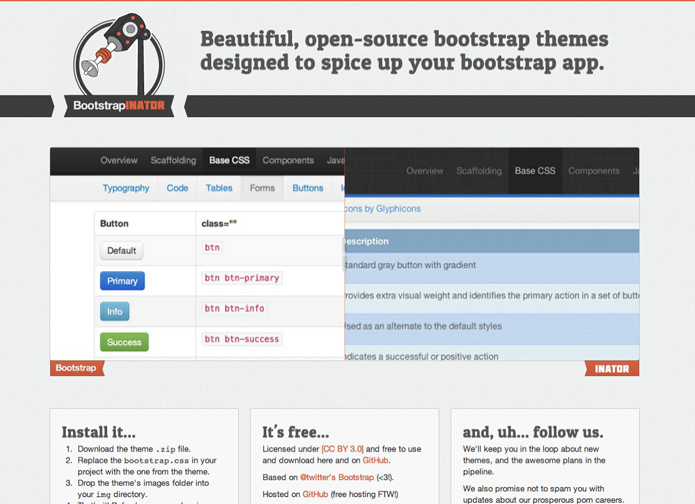 Beautiful, open-source bootstrap themes
designed to spice up your bootstrap app.
BootstrapINATOR
Overview Scaffolding Base CSS Components Java
Typography Code Tables Forms Buttons
Button class=""
Default btn
Primary btn btn-primary
Info btn btn-info
Success btn btn-success
Overview Scaffolding Base CSS Components
cons by Glyphicons
escription
tandard gray button with gradient
rovides extra visual weight and identifies the primary action in a set of butt
sed as an alternate to the default styles
ndicates a successful or positive action
Bootstrap
INATOR
Install it...
1. Download the theme .zip file.
2. Replace the bootstrap.css in your
project with the one from the theme.
3. Drop the theme's images folder into
your img directory.
It's free...
Licensed under [CC BY 3.0] and free to use
and download here and on GitHub.
Based on @twitter's Bootstrap (<3!).
Hosted on GitHub (free hosting FTW!)
and, uh... follow us.
We'll keep you in the loop about new
themes, and the awesome plans in the
pipeline.
We also promise not to spam you with
updates about our prosperous porn careers.